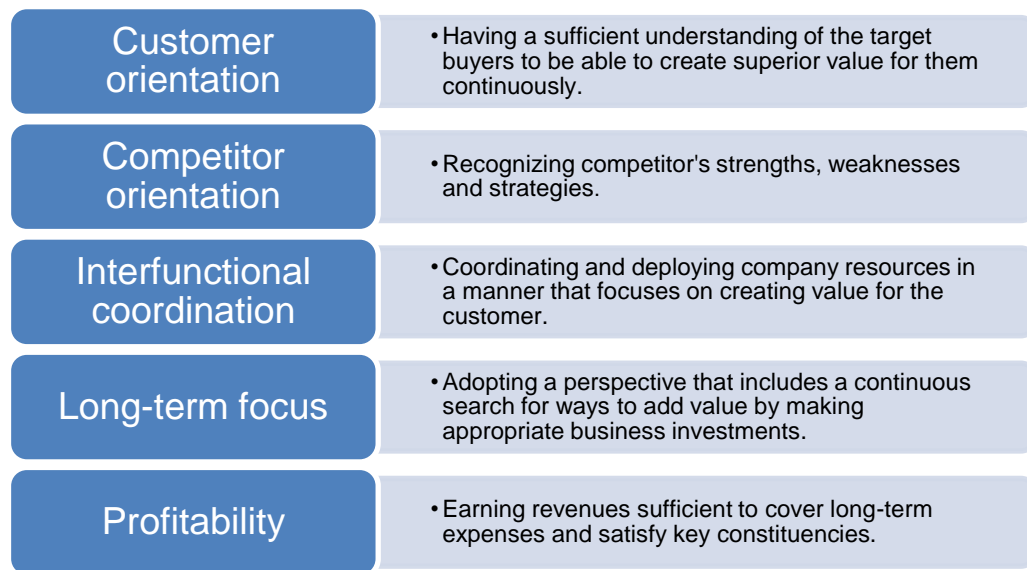 Customer
orientation
•Having a sufficient understanding of the target
buyers to be able to create superior value for them
continuously.
Competitor
orientation
•Recognizing competitor's strengths, weaknesses
and strategies.
Interfunctional
coordination
•Coordinating and deploying company resources in
a manner that focuses on creating value for the
customer.
Long-term focus
•Adopting a perspective that includes a continuous
search for ways to add value by making
appropriate business investments.
Profitability
•Earning revenues sufficient to cover long-term
expenses and satisfy key constituencies.